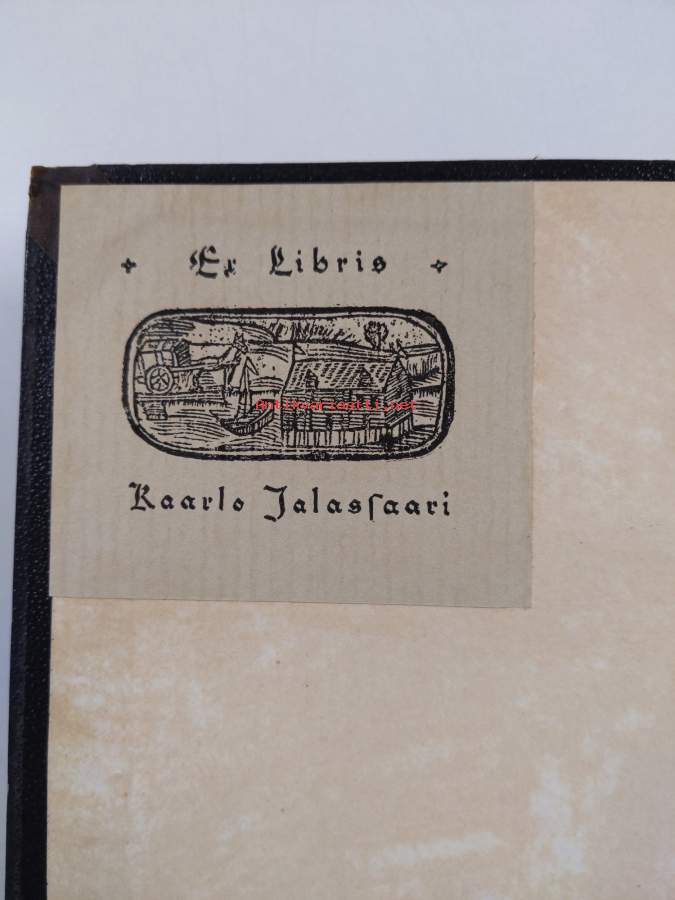 Ex Libris
Antikvariaatti.net
Kaarlo Jalasſaari